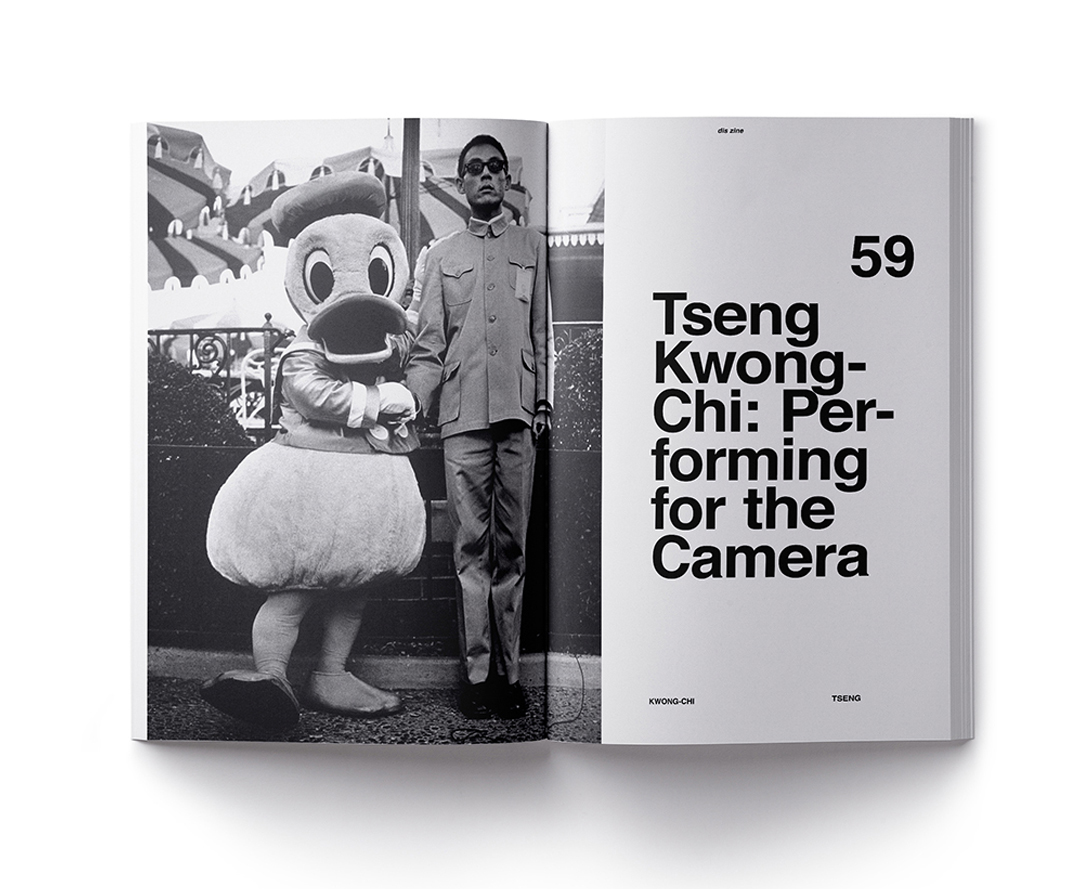 dis zine
59
Tseng
Kwong-
Chi: Per-
forming
for the
Camera
KWONG-CHI
TSENG